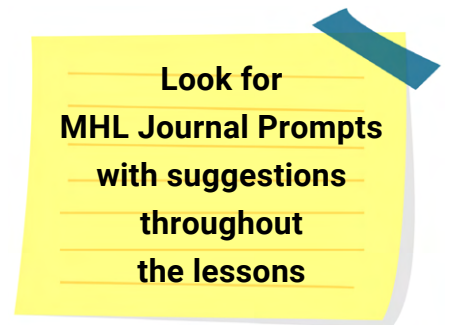 Look for
MHL Journal Prompts
with suggestions
throughout
the lessons